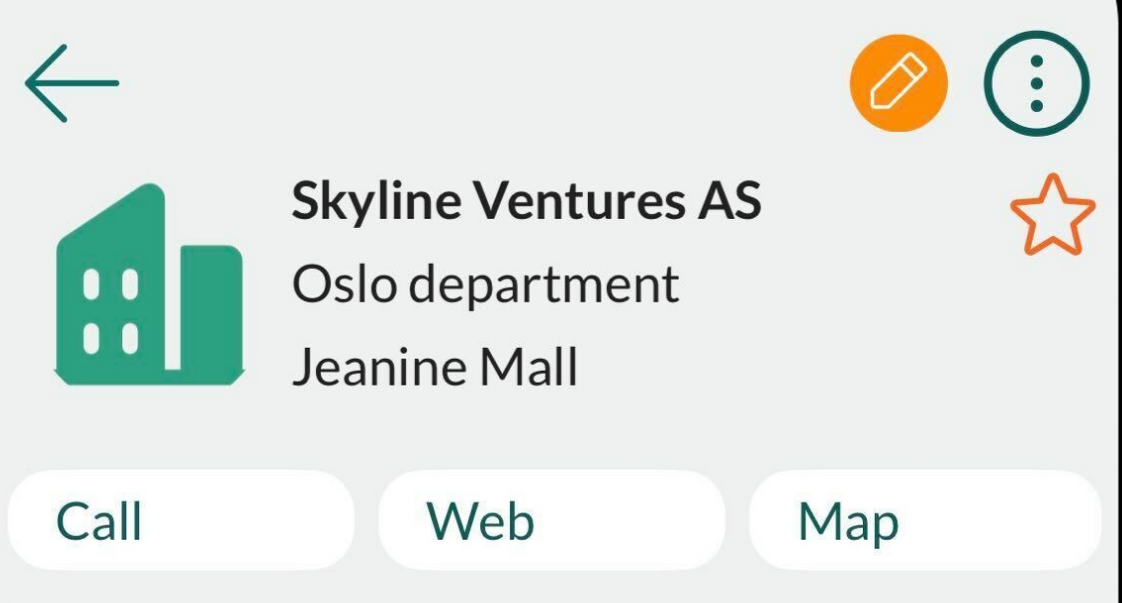 Skyline Ventures AS
Oslo department
Jeanine Mall
Call
Web
Map